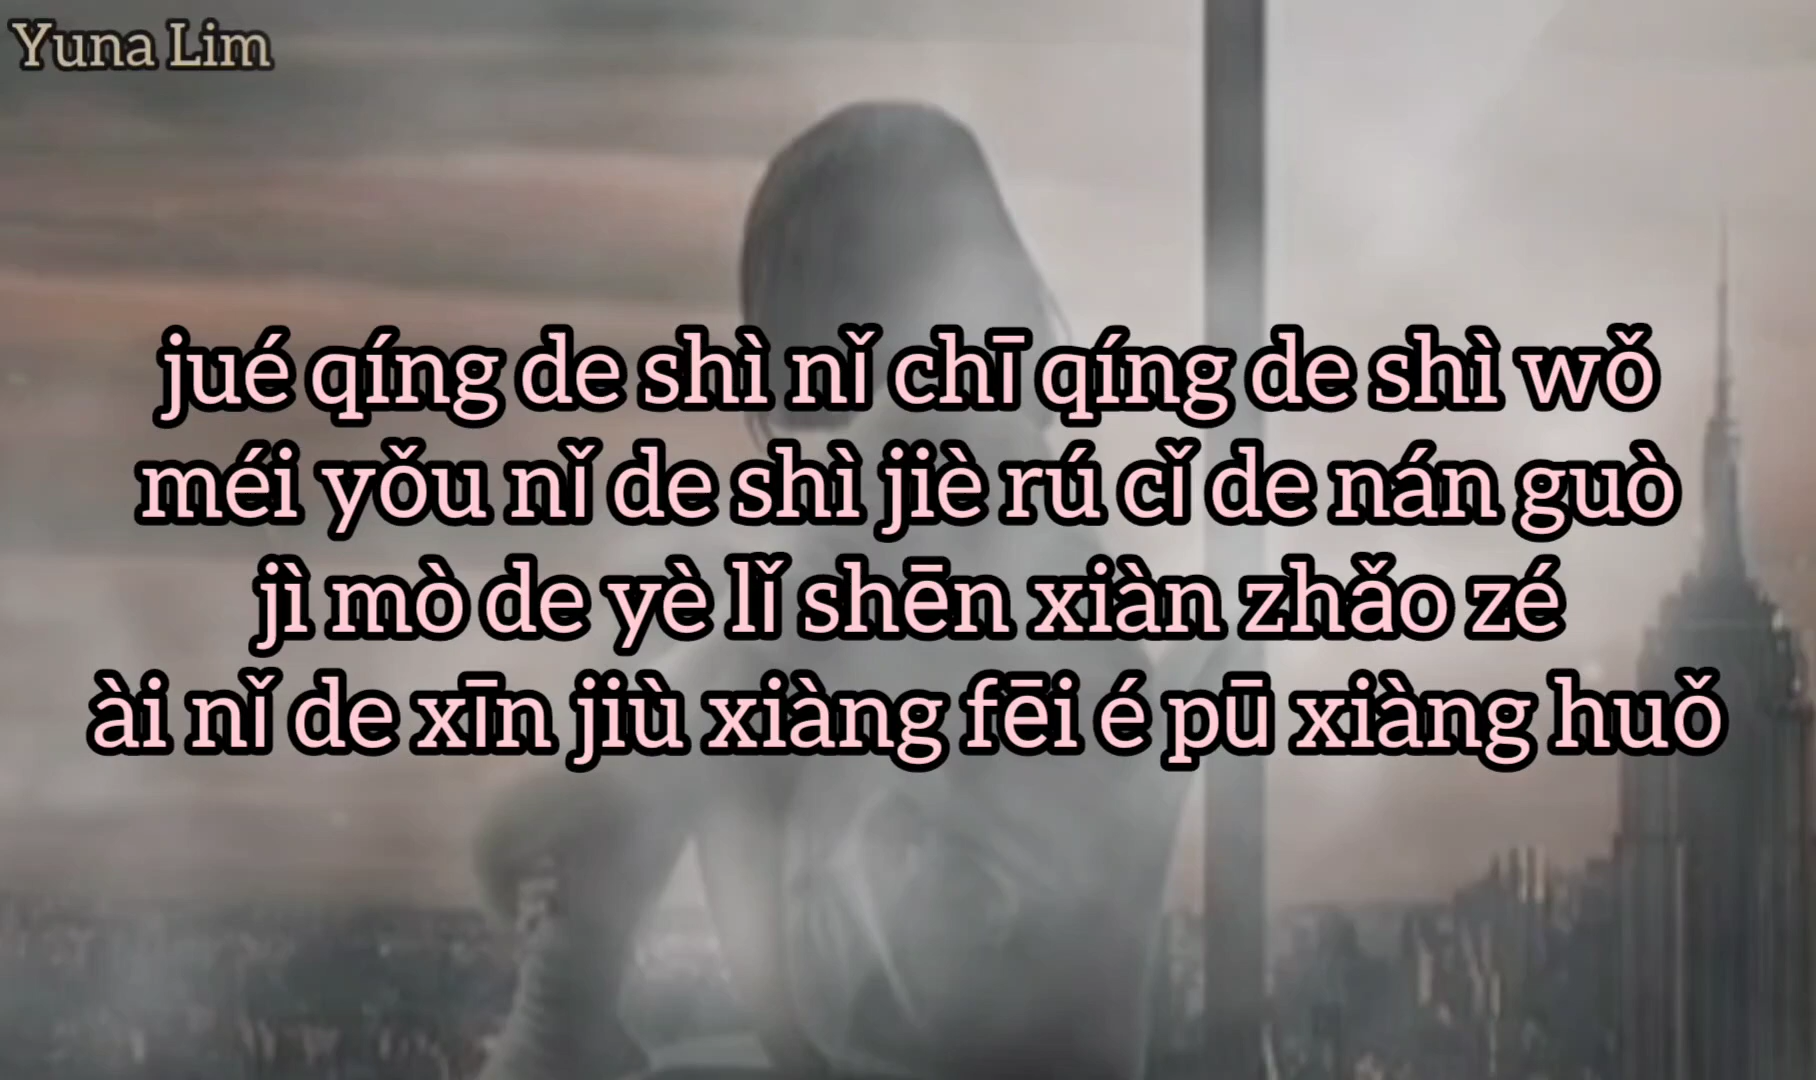 Yuna Lim
jué qíng de shì nǐ chī qíng de shì wǒ
méi yǒu nǐ de shì jiè rú cǐ de nán guò
jì mò de yè lǐ shēn xiàn zhǎo zé
ài nǐ de xīn jiù xiàng fēi é pū xiàng huǒ